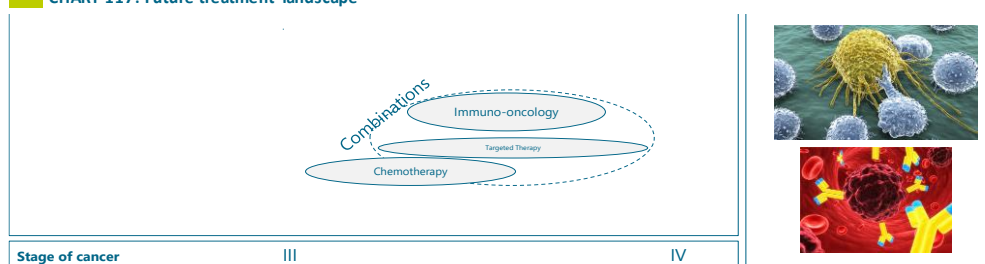 CHART 117: Future treatment landscape
Combinations
Immuno-oncology
Targeted Therapy
Chemotherapy
Stage of cancer III IV